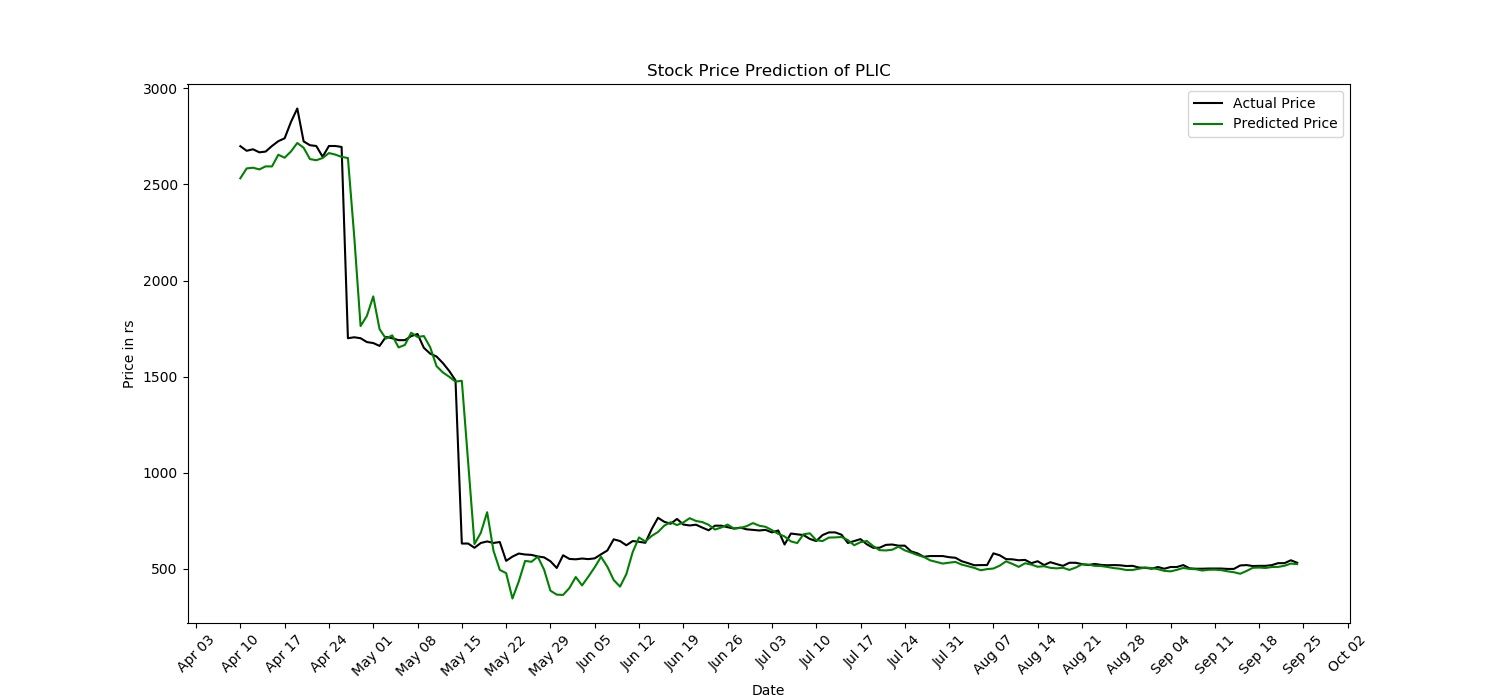 Stock Price Prediction of PLIC
Actual Price
Predicted Price
3000
2500
2000
1500
1000
500
Price in rs
Apr 03
Apr 10
Apr 17
Apr 24
May 01
May 08
May 15
May 22
May 29
Jun 05
Jun 12
Jun 19
Jun 26
Jul 03
Jul 10
Jul 17
Jul 24
Jul 31
Aug 07
Aug 14
Aug 21
Aug 28
Sep 04
Sep 11
Sep 18
Sep 25
Oct 02
Date